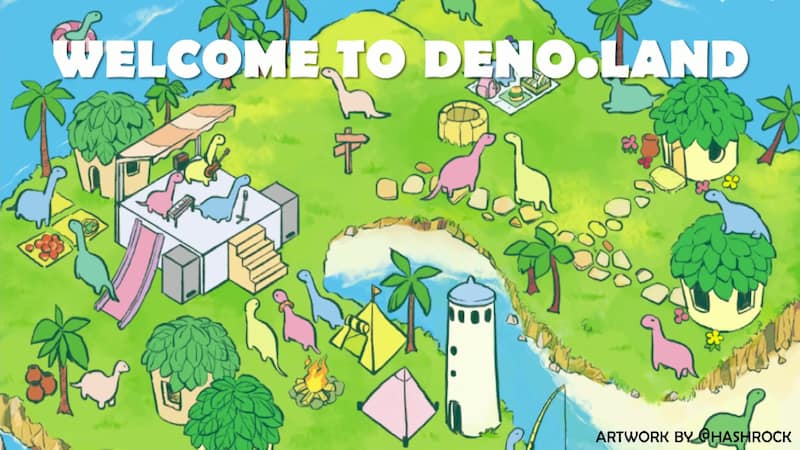 WELCOME TO DENO.LAND
ARTWORK BY @HASHROCK